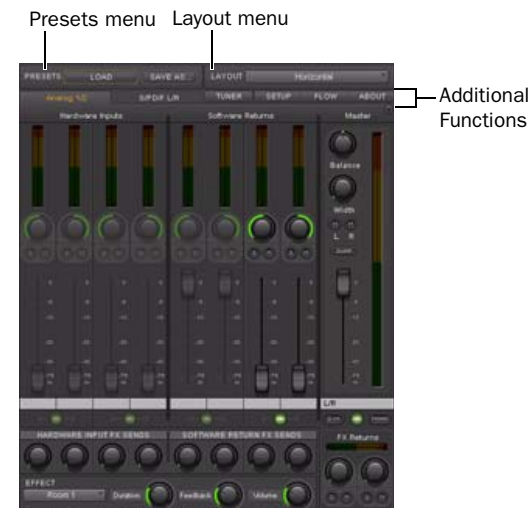 Presets menu Layout menu
PRESETS LOAD SAVE AS... LAYOUT Horizontal
Analog 1/2 S/PDIF L/R TUNER SETUP FLOW ABOUT
Additional
Functions
Hardware Inputs Software Returns Master
Balance
Width
L R
L/R
HARDWARE INPUT FX SENDS SOFTWARE RETURN FX SENDS FX Returns
EFFECT
Room 1 Duration Feedback Volume